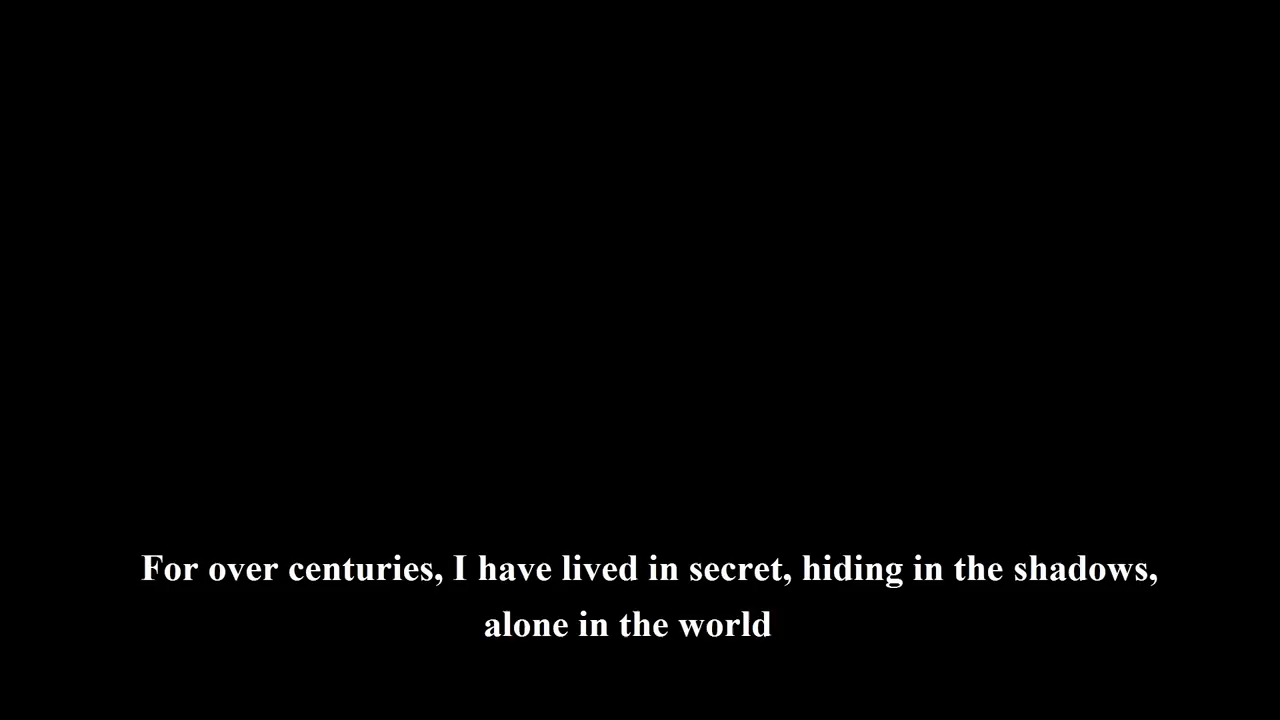 For over centuries, I have lived in secret, hiding in the shadows,
alone in the world